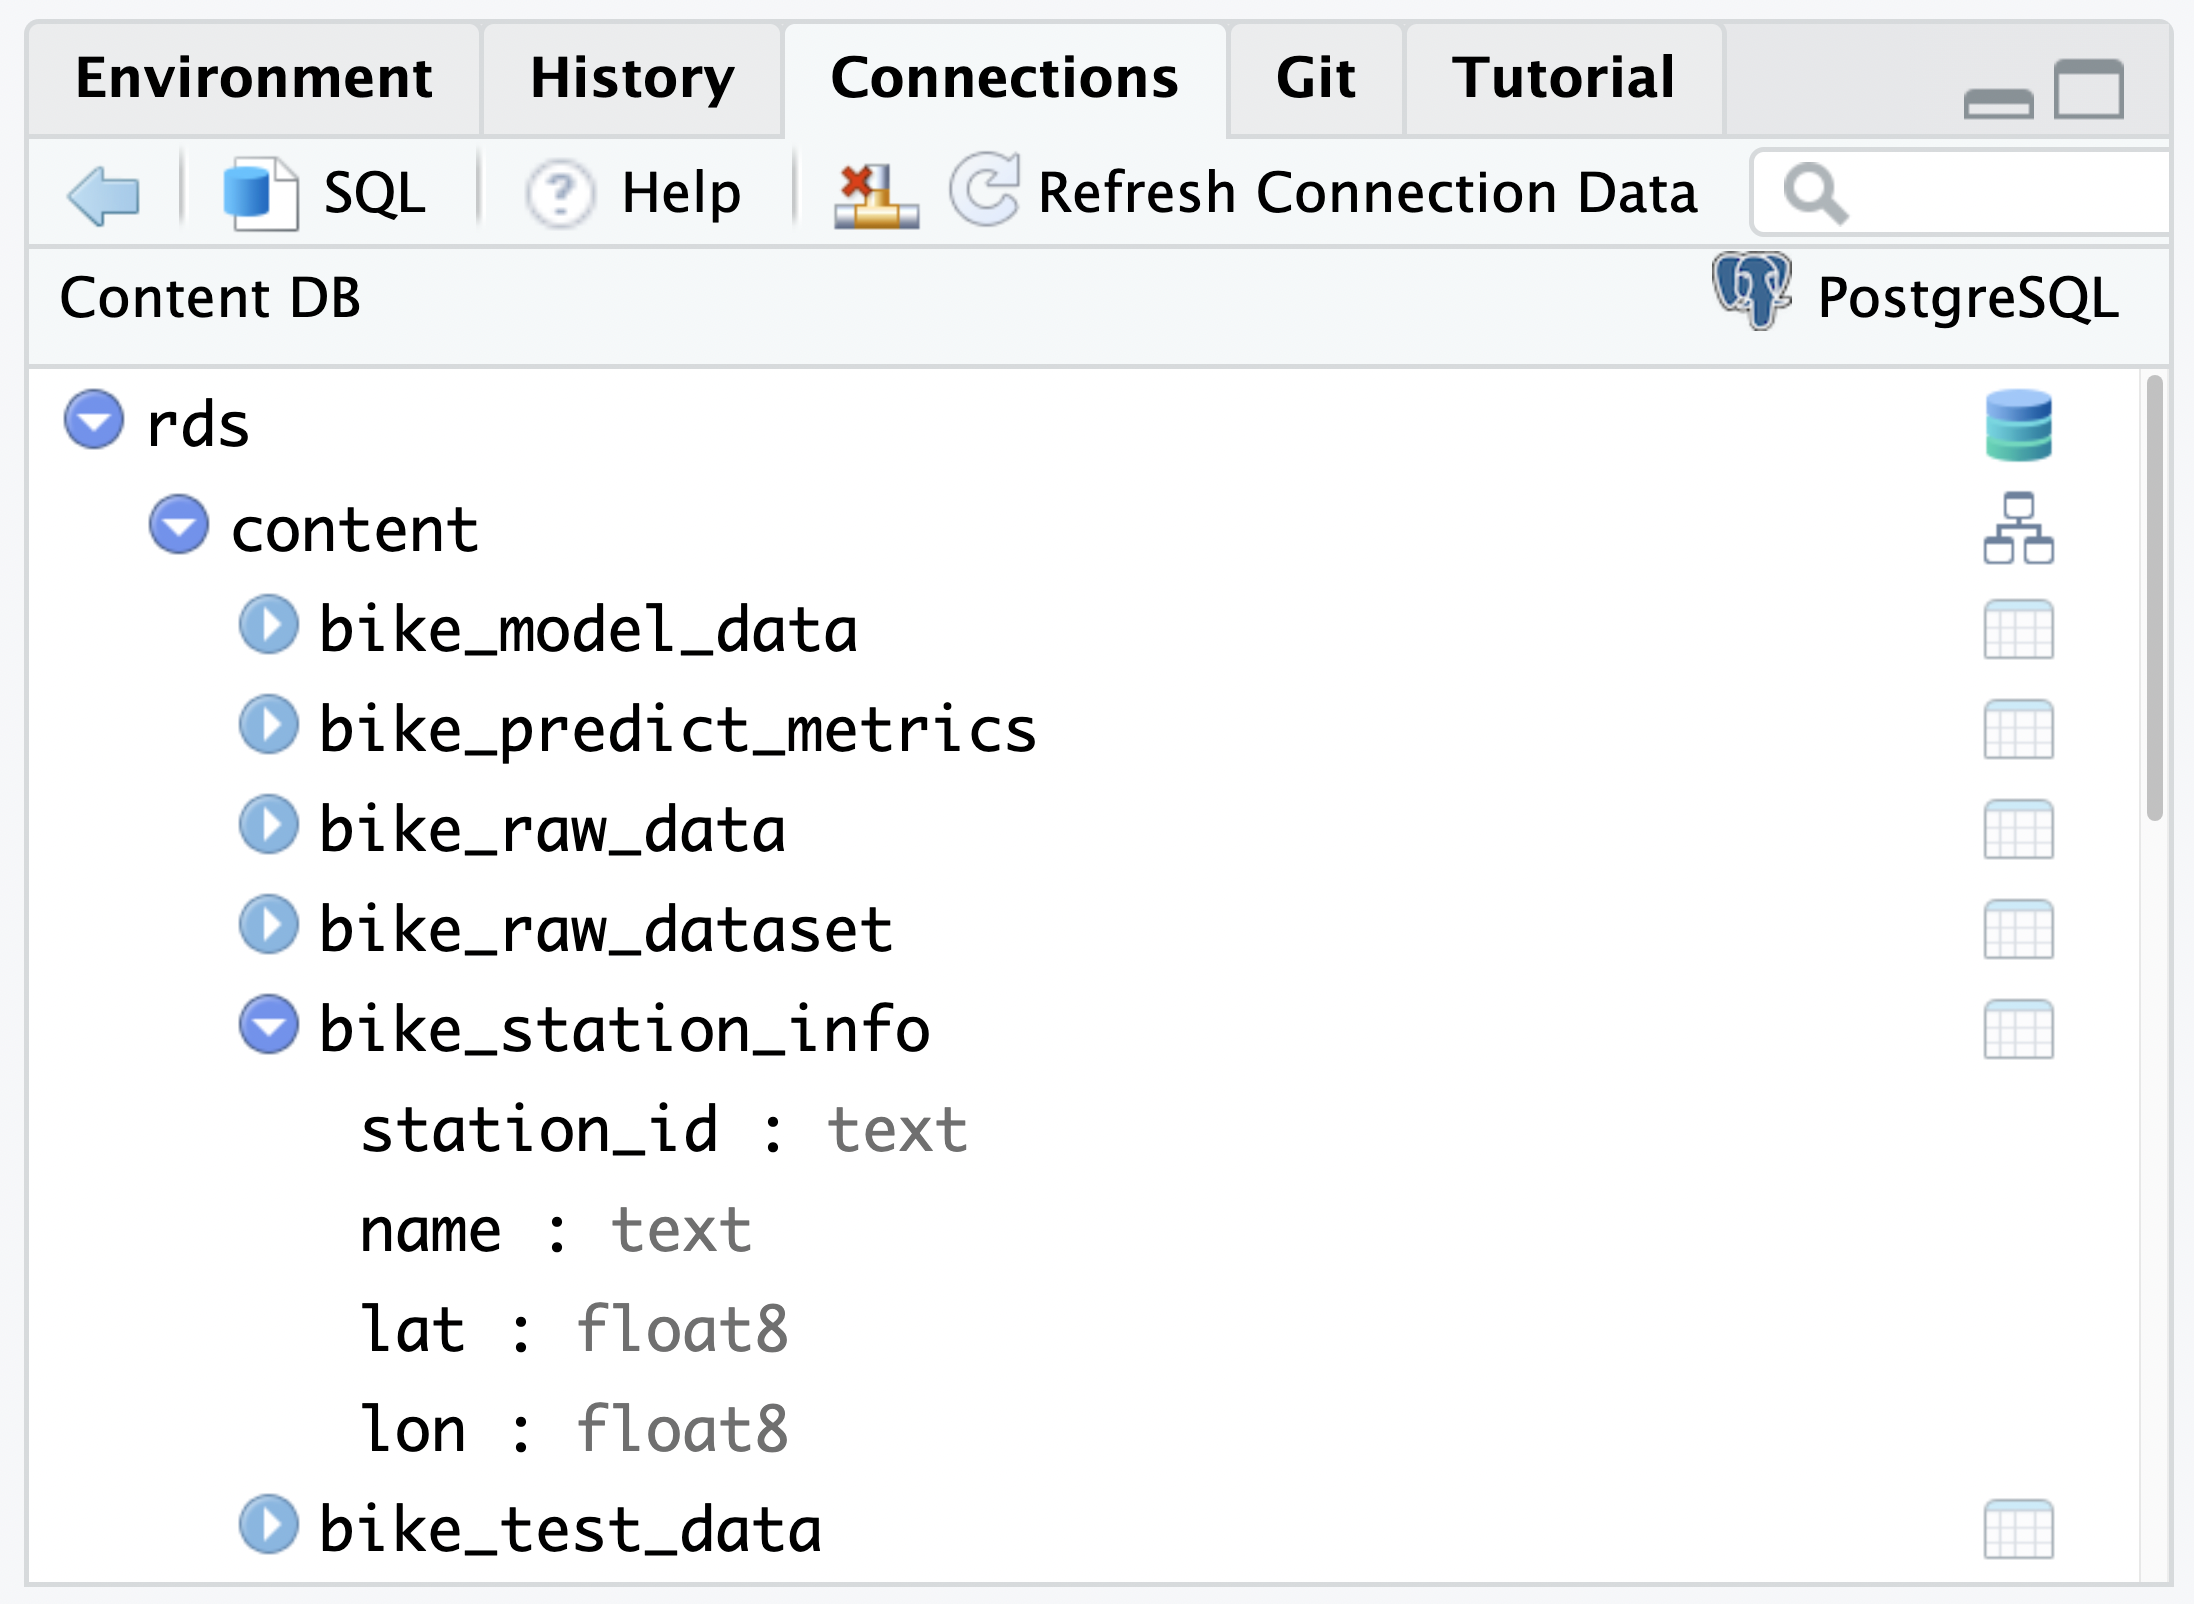 Environment History Connections Git Tutorial
SQL Help Refresh Connection Data
Content DB PostgreSQL
rds
content
bike_model_data
bike_predict_metrics
bike_raw_data
bike_raw_dataset
bike_station_info
station_id : text
name : text
lat : float8
lon : float8
bike_test_data